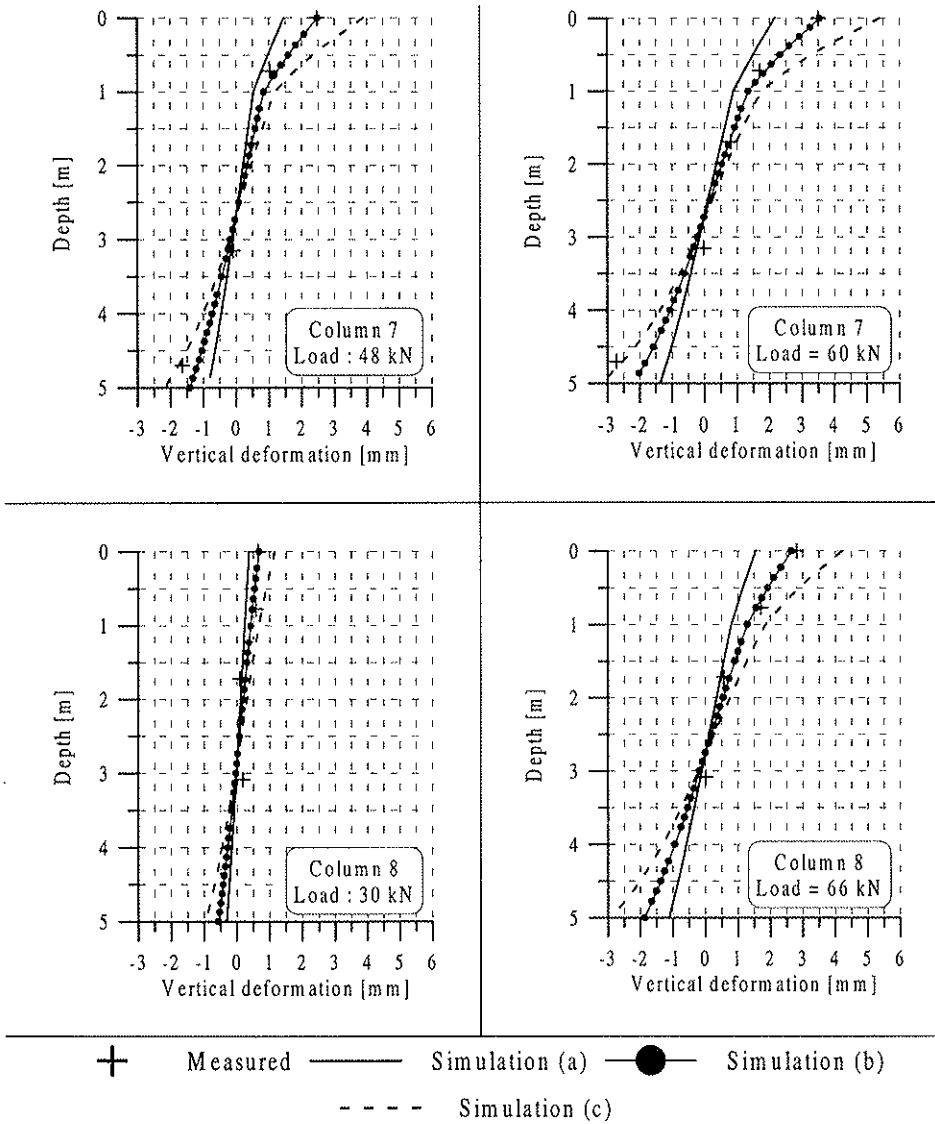 0
1
2
3
4
5
Depth [m]
Column 7
Load : 48 kN
-3 -2 -1 0 1 2 3 4 5 6
Vertical deformation [mm]
0
1
2
3
4
5
Depth [m]
Column 7
Load = 60 kN
-3 -2 -1 0 1 2 3 4 5 6
Vertical deformation [mm]
0
1
2
3
4
5
Depth [m]
Column 8
Load : 30 kN
-3 -2 -1 0 1 2 3 4 5 6
Vertical deformation [mm]
0
1
2
3
4
5
Depth [m]
Column 8
Load = 66 kN
-3 -2 -1 0 1 2 3 4 5 6
Vertical deformation [mm]
Measured Simulation (a) Simulation (b)
Simulation (c)